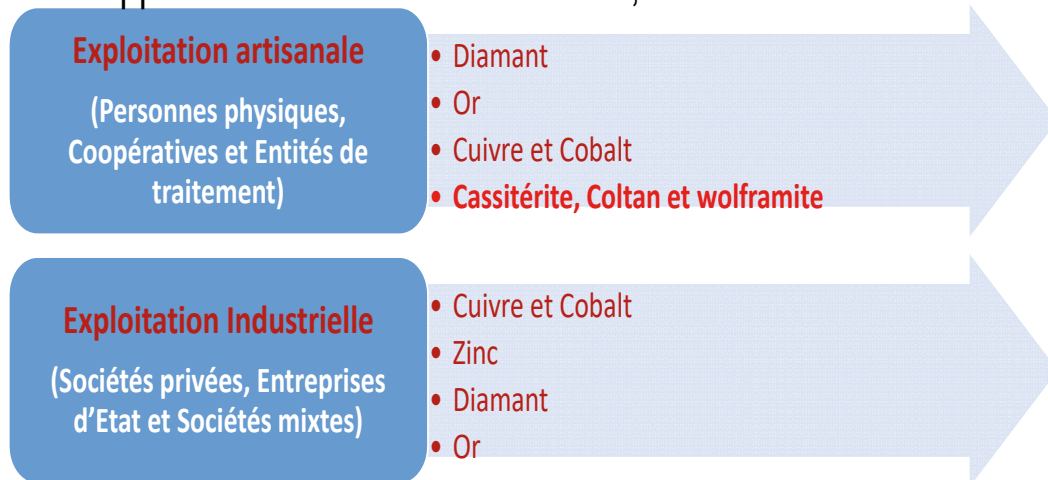 Exploitation artisanale
(Personnes physiques,
Coopératives et Entités de
traitement)
• Diamant
• Or
• Cuivre et Cobalt
• Cassitérite, Coltan et wolframite
Exploitation Industrielle
(Sociétés privées, Entreprises
d'Etat et Sociétés mixtes)
• Cuivre et Cobalt
• Zinc
• Diamant
• Or